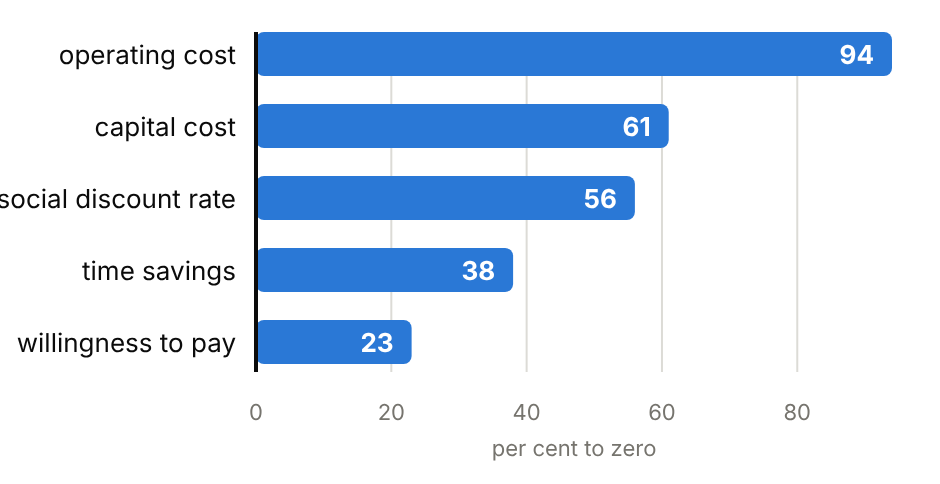 operating cost 94
capital cost 61
social discount rate 56
time savings 38
willingness to pay 23
0 20 40 60 80
per cent to zero